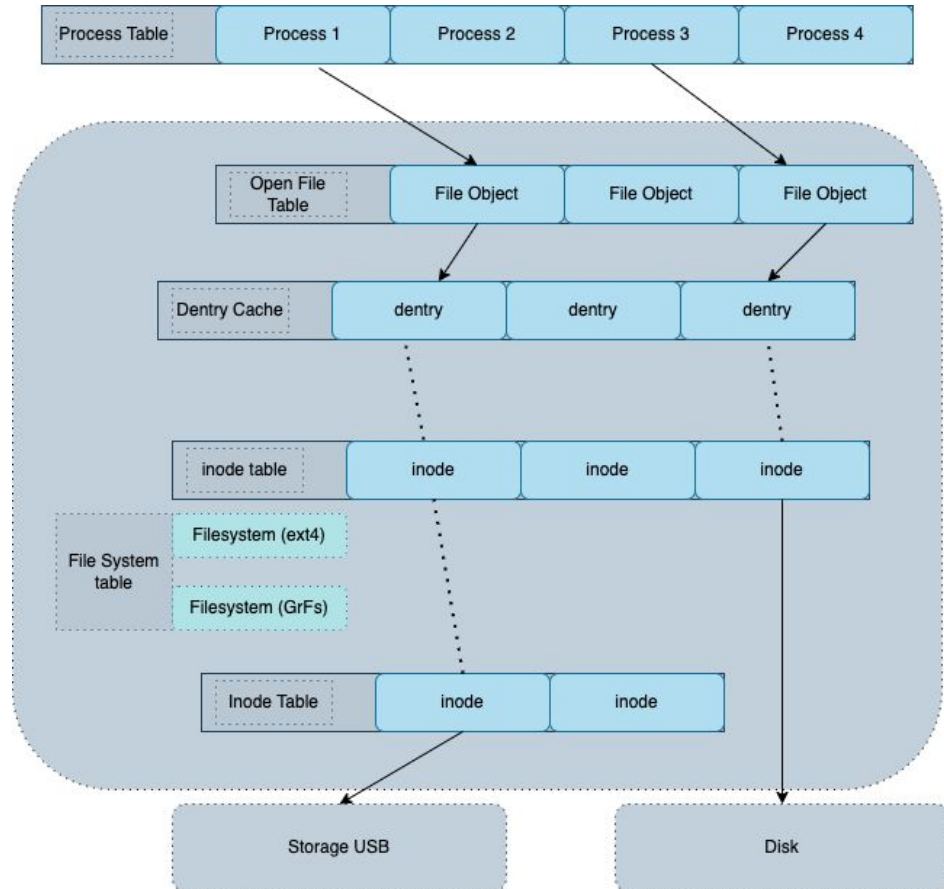 Process Table
Process 1
Process 2
Process 3
Process 4
Open File
Table
File Object
File Object
File Object
Dentry Cache
dentry
dentry
dentry
inode table
inode
inode
inode
File System
table
Filesystem (ext4)
Filesystem (GrFs)
Inode Table
inode
inode
Storage USB
Disk